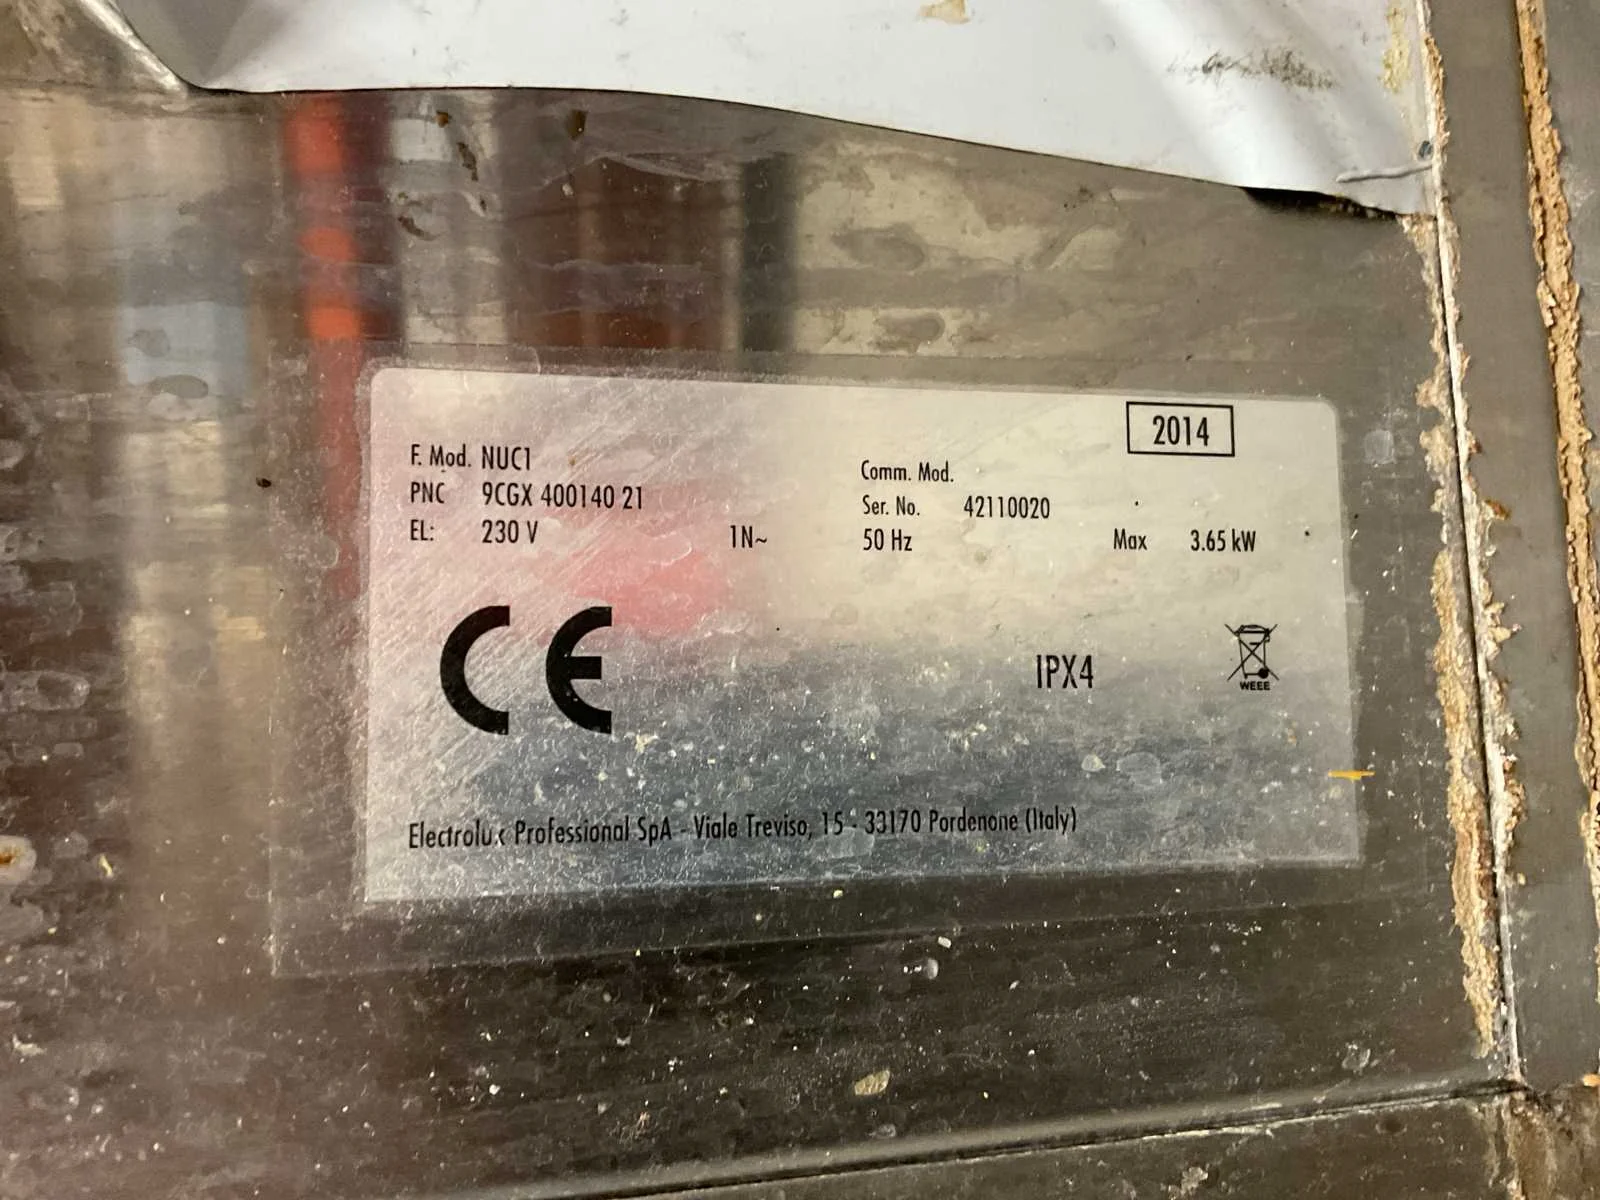 2014
F. Mod. NUC1
Comm. Mod.
PNC 9CGX 400140 21
Ser. No. 42110020
EL: 230 V 1N~ 50 Hz Max 3.65 kW
CE
IPX4
WEEE
Electrolux Professional SpA - Viale Treviso, 15 - 33170 Pordenone (Italy)